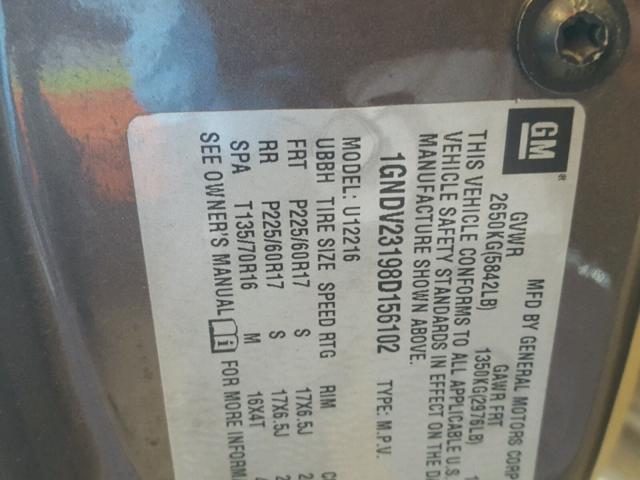 GM
MFD BY GENERAL MOTORS CORP
GVWR GAWR FRT
2650KG(5842LB) 1350KG(2976LB)
THIS VEHICLE CONFORMS TO ALL APPLICABLE U.S.
VEHICLE SAFETY STANDARDS IN EFFECT ON THE
MANUFACTURE SHOWN ABOVE.
1GNDV23198D156102 TYPE: M.P.V.
MODEL: U12216
UBBH TIRE SIZE SPEED RTG RIM
FRT P225/60R17 S 17X6.5J
RR P225/60R17 S 17X6.5J
SPA T135/70R16 M 16X4T
SEE OWNER'S MANUAL FOR MORE